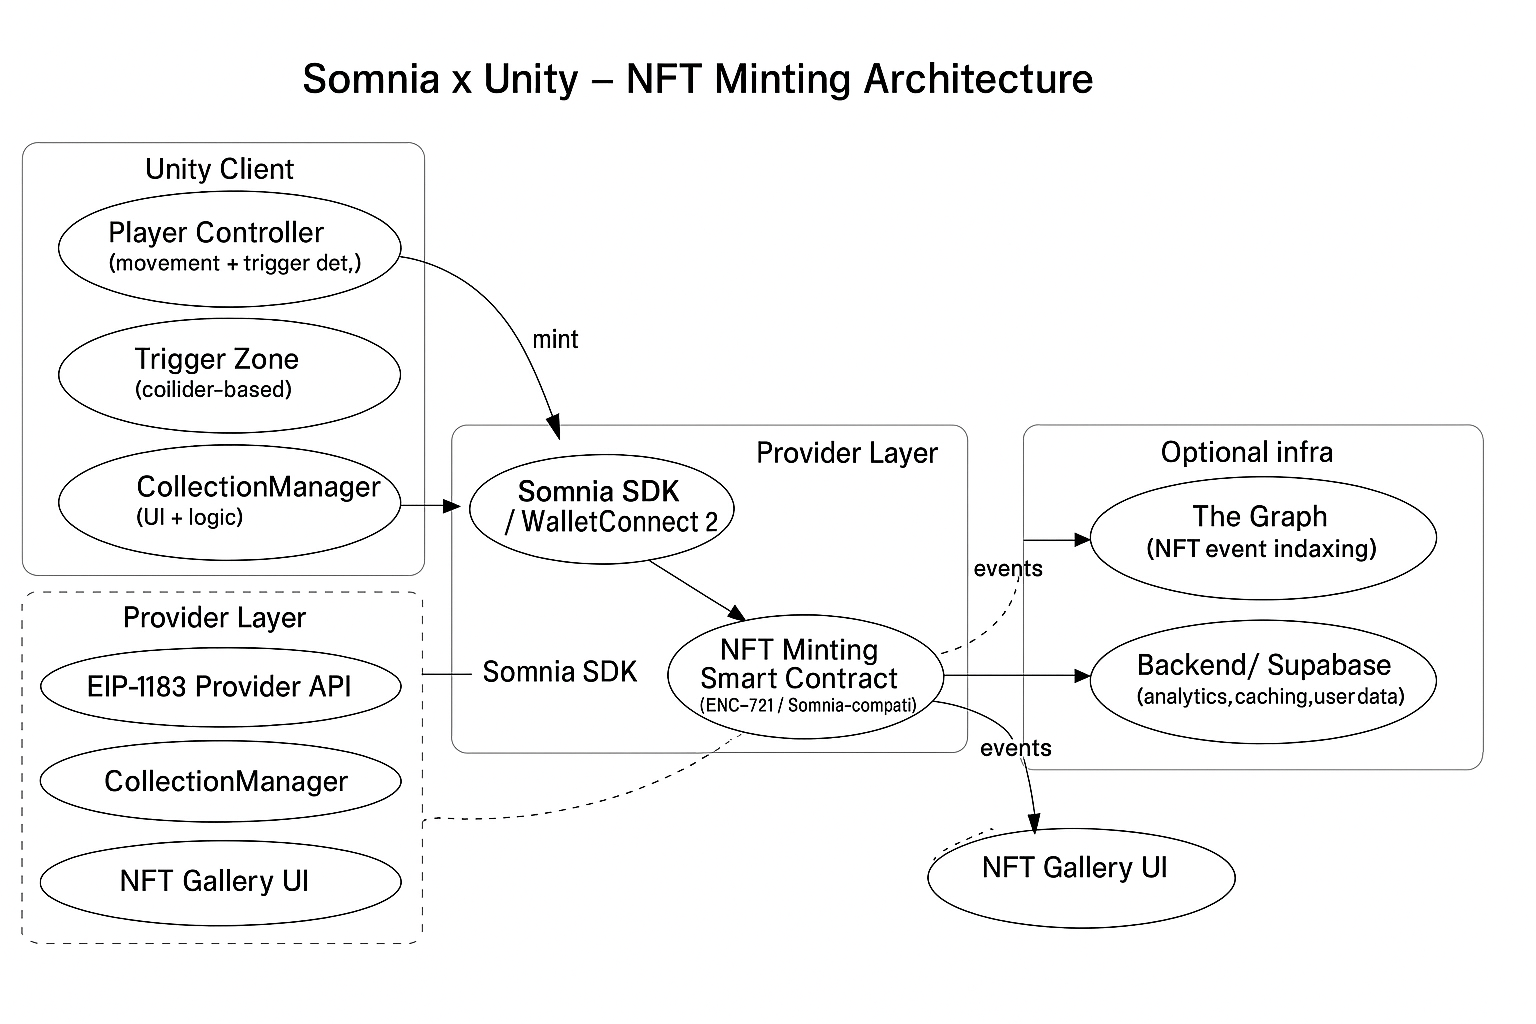 Somnia x Unity – NFT Minting Architecture
Unity Client
Player Controller
(movement + trigger det,)
Trigger Zone
(coilider-based)
CollectionManager
(UI + logic)
mint
Provider Layer
Somnia SDK
/ WalletConnect 2
Somnia SDK
NFT Minting
Smart Contract
(ENC-721 / Somnia-compati)
events
events
Optional infra
The Graph
(NFT event indaxing)
Backend/ Supabase
(analytics,caching,userdata)
NFT Gallery UI
Provider Layer
EIP-1183 Provider API
CollectionManager
NFT Gallery UI